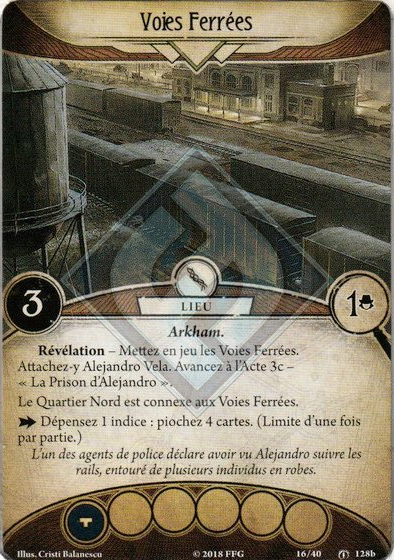 Voies Ferrées
3
1
LIEU
Arkham.
Révélation – Mettez en jeu les Voies Ferrées.
Attachez-y Alejandro Vela. Avancez à l'Acte 3c –
« La Prison d'Alejandro ».
Le Quartier Nord est connexe aux Voies Ferrées.
Dépensez 1 indice : piochez 4 cartes. (Limite d'une fois
par partie.)
L'un des agents de police déclare avoir vu Alejandro suivre les
rails, entouré de plusieurs individus en robes.
Illus. Cristi Balanescu © 2018 FFG 16/40 128b